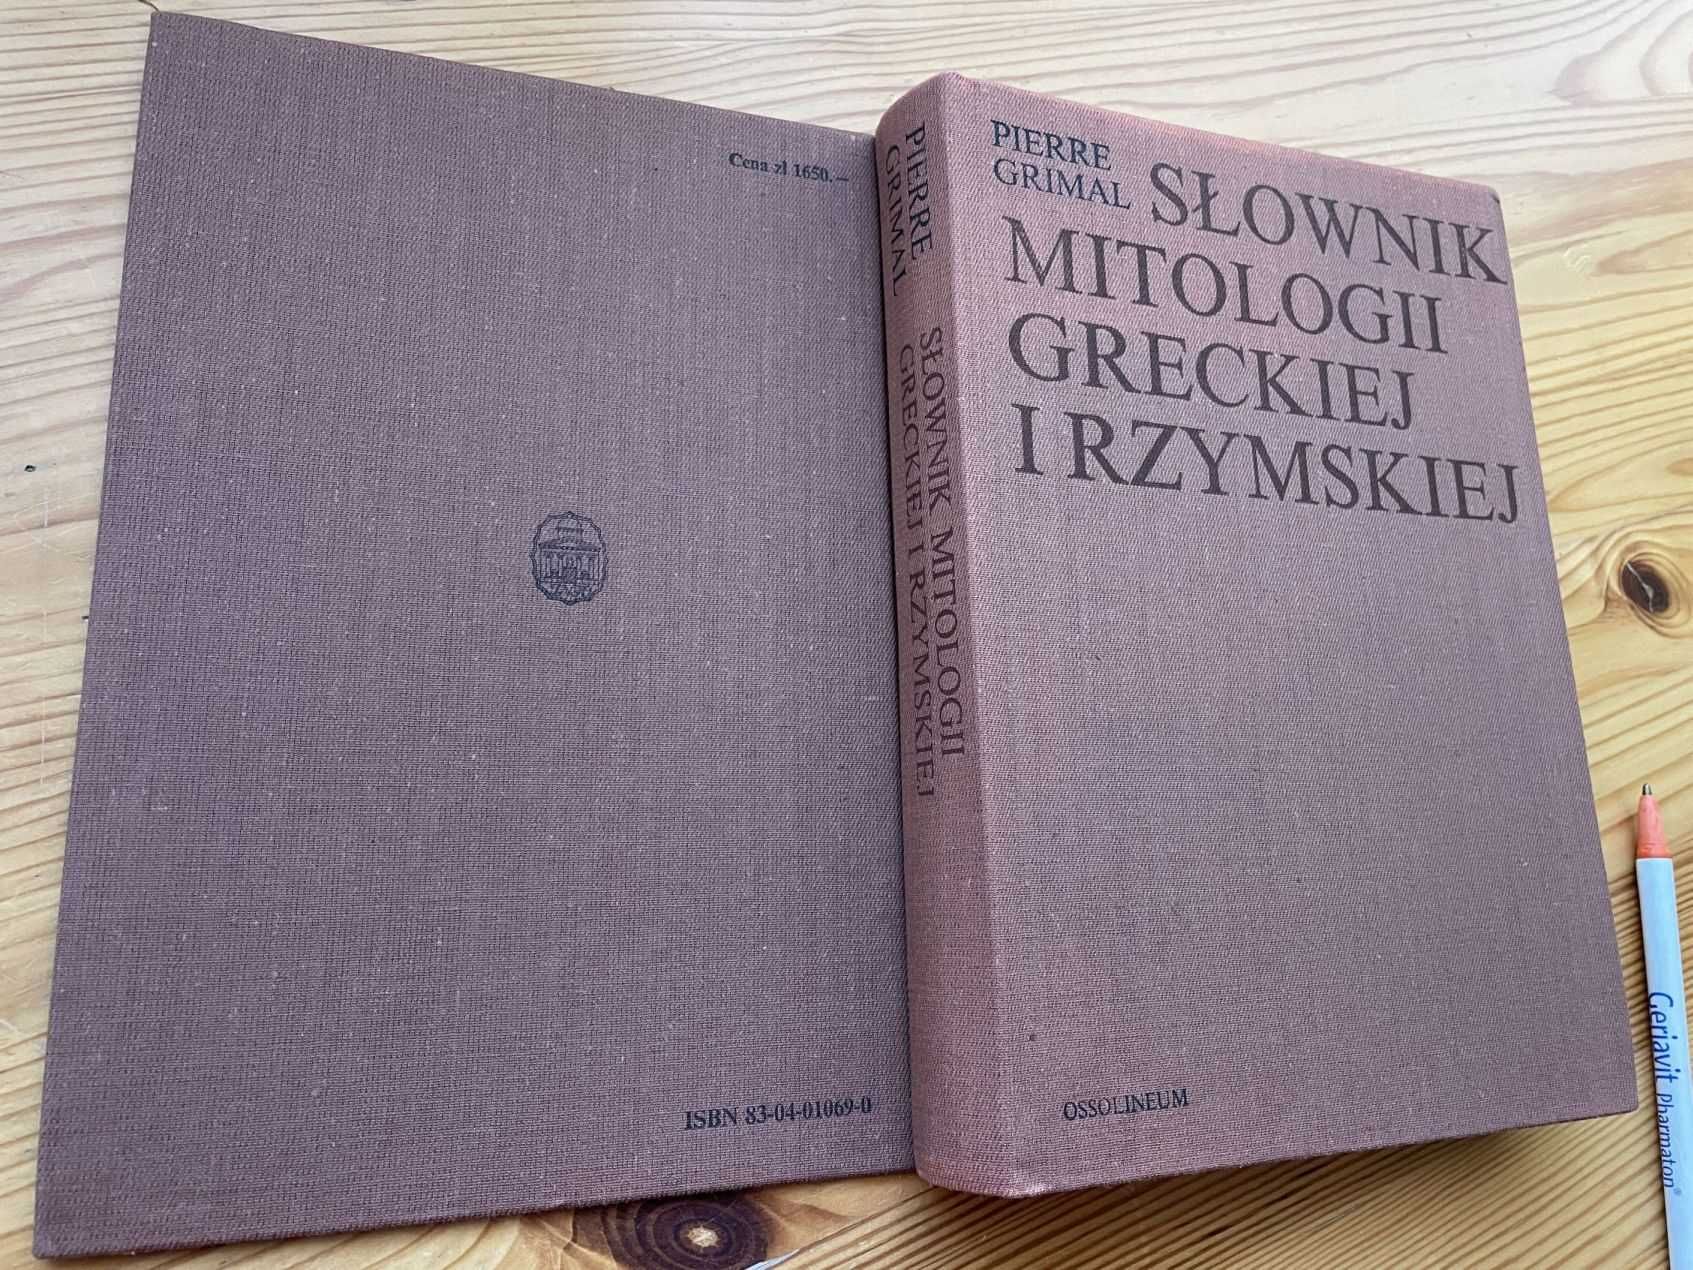 Cena zł 1650.—
ISBN 83-04-01069-0
PIERRE
GRIMAL
SŁOWNIK MITOLOGII
GRECKIEJ I RZYMSKIEJ
PIERRE
GRIMAL
SŁOWNIK
MITOLOGII
GRECKIEJ
I RZYMSKIEJ
OSSOLINEUM
Geriavit Pharmaton®